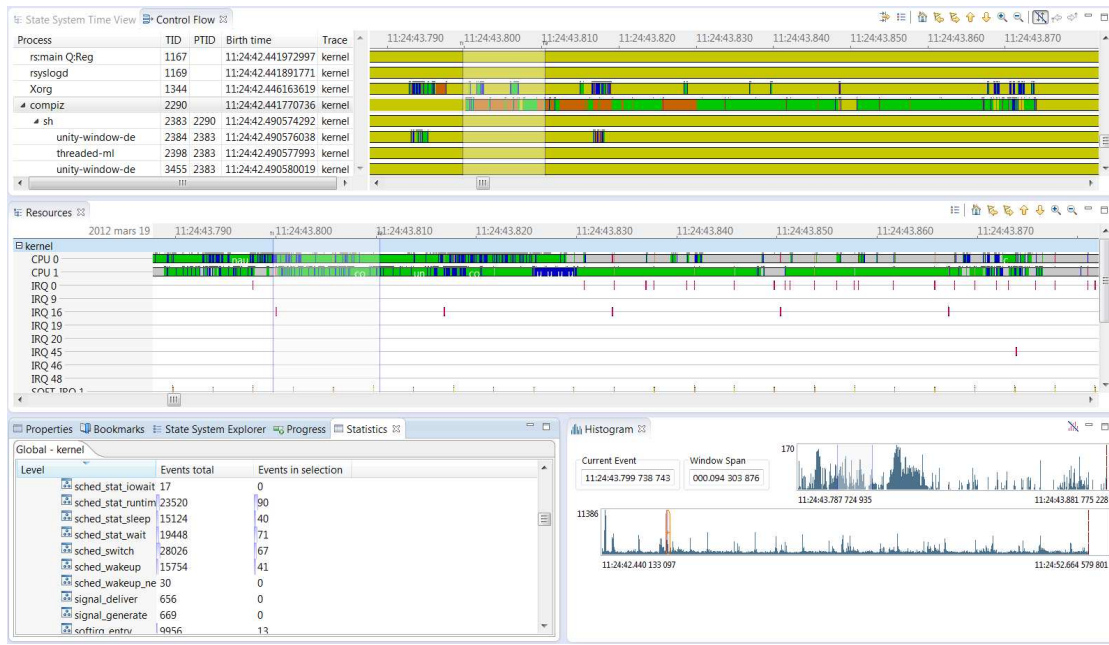 State System Time View Control Flow
Process TID PTID Birth time Trace 11:24:43.790 11:24:43.800 11:24:43.810 11:24:43.820 11:24:43.830 11:24:43.840 11:24:43.850 11:24:43.860 11:24:43.870
rs:main Q:Reg 1167 11:24:42.441972997 kernel
rsyslogd 1169 11:24:42.441891771 kernel
Xorg 1344 11:24:42.446163619 kernel
compiz 2290 11:24:42.441770736 kernel
sh 2383 2290 11:24:42.490574292 kernel
unity-window-de 2384 2383 11:24:42.490576038 kernel
threaded-ml 2398 2383 11:24:42.490577993 kernel
unity-window-de 3455 2383 11:24:42.490580019 kernel
Resources
2012 mars 19 11:24:43.790 11:24:43.800 11:24:43.810 11:24:43.820 11:24:43.830 11:24:43.840 11:24:43.850 11:24:43.860 11:24:43.870
kernel
CPU 0
CPU 1
IRQ 0
IRQ 9
IRQ 16
IRQ 19
IRQ 20
IRQ 45
IRQ 46
IRQ 48
SOFT_IRQ 1
Properties Bookmarks State System Explorer Progress Statistics
Global - kernel
Level Events total Events in selection
sched_stat_iowait 17 0
sched_stat_runtim 23520 90
sched_stat_sleep 15124 40
sched_stat_wait 19448 71
sched_switch 28026 67
sched_wakeup 15754 41
sched_wakeup_ne 30 0
signal_deliver 656 0
signal_generate 669 0
softirq_entry 9956 13
Histogram
Current Event Window Span
11:24:43.799 738 743 000.094 303 876
170
11:24:43.787 724 935 11:24:43.881 775 228
11386
11:24:42.440 133 097 11:24:52.664 579 801